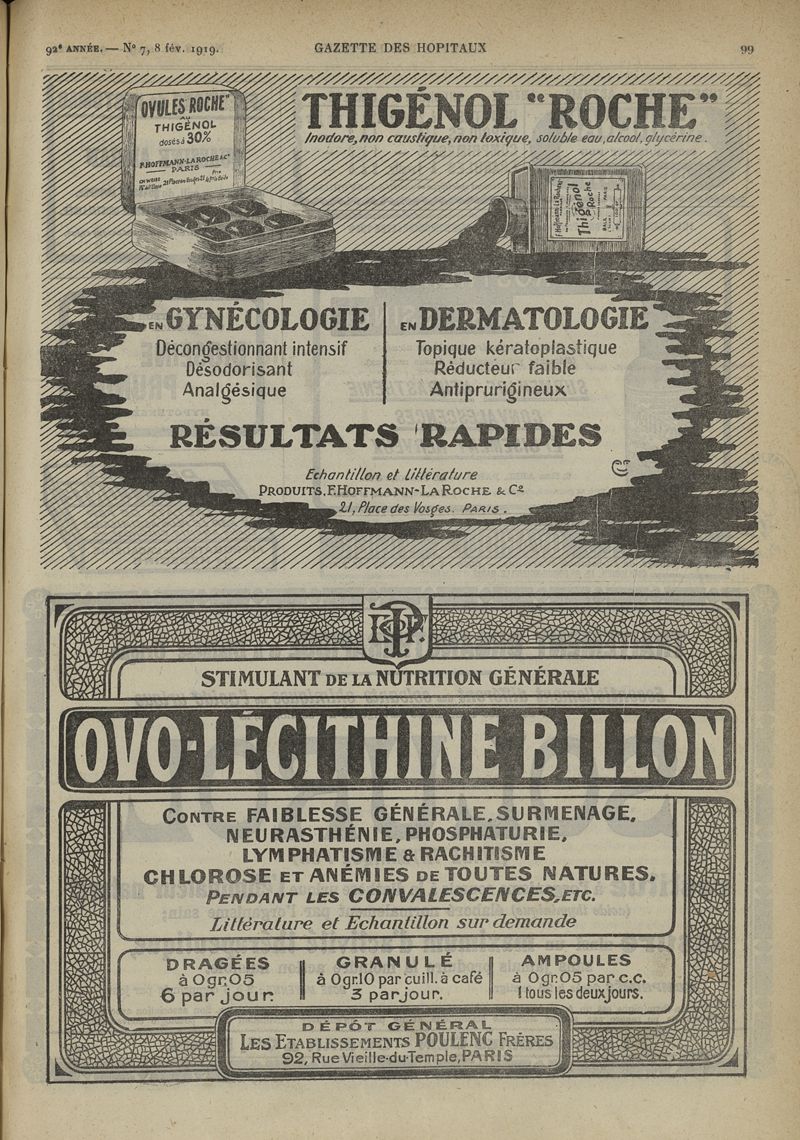 92e ANNÉE. — No 7, 8 fév. 1919.
GAZETTE DES HOPITAUX
99
"OVULES ROCHE"
AU
THIGÉNOL
dosés à 30%
F. HOFFMANN-LA ROCHE & Co
PARIS
THIGÉNOL "ROCHE"
Inodore, non caustique, non toxique, soluble eau, alcool, glycérine.
Thigénol
Roche
EN GYNÉCOLOGIE
Décongestionnant intensif
Désodorisant
Analgésique
EN DERMATOLOGIE
Topique kératoplastique
Réducteur faible
Antiprurigineux
RÉSULTATS RAPIDES
Echantillon et Littérature
PRODUITS. F. HOFFMANN-LA ROCHE & Co
21, Place des Vosges. PARIS.
STIMULANT DE LA NUTRITION GÉNÉRALE
OVO-LÉCITHINE BILLON
CONTRE FAIBLESSE GÉNÉRALE, SURMENAGE,
NEURASTHÉNIE, PHOSPHATURIE,
LYMPHATISME & RACHITISME
CHLOROSE ET ANÉMIES DE TOUTES NATURES.
PENDANT LES CONVALESCENCES, ETC.
Littérature et Echantillon sur demande
DRAGÉES
à 0gr.05
6 par jour.
GRANULÉ
à 0gr.10 par cuill. à café
3 par jour.
AMPOULES
à 0gr.05 par c.c.
1 tous les deux jours.
DÉPÔT GÉNÉRAL
LES ETABLISSEMENTS POULENC FRÈRES
92, Rue Vieille-du-Temple, PARIS